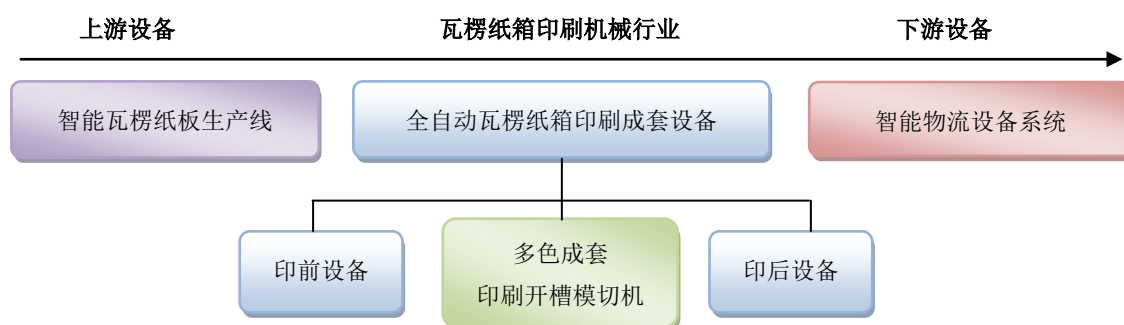 上游设备
瓦楞纸箱印刷机械行业
下游设备
智能瓦楞纸板生产线
全自动瓦楞纸箱印刷成套设备
智能物流设备系统
印前设备
多色成套
印刷开槽模切机
印后设备